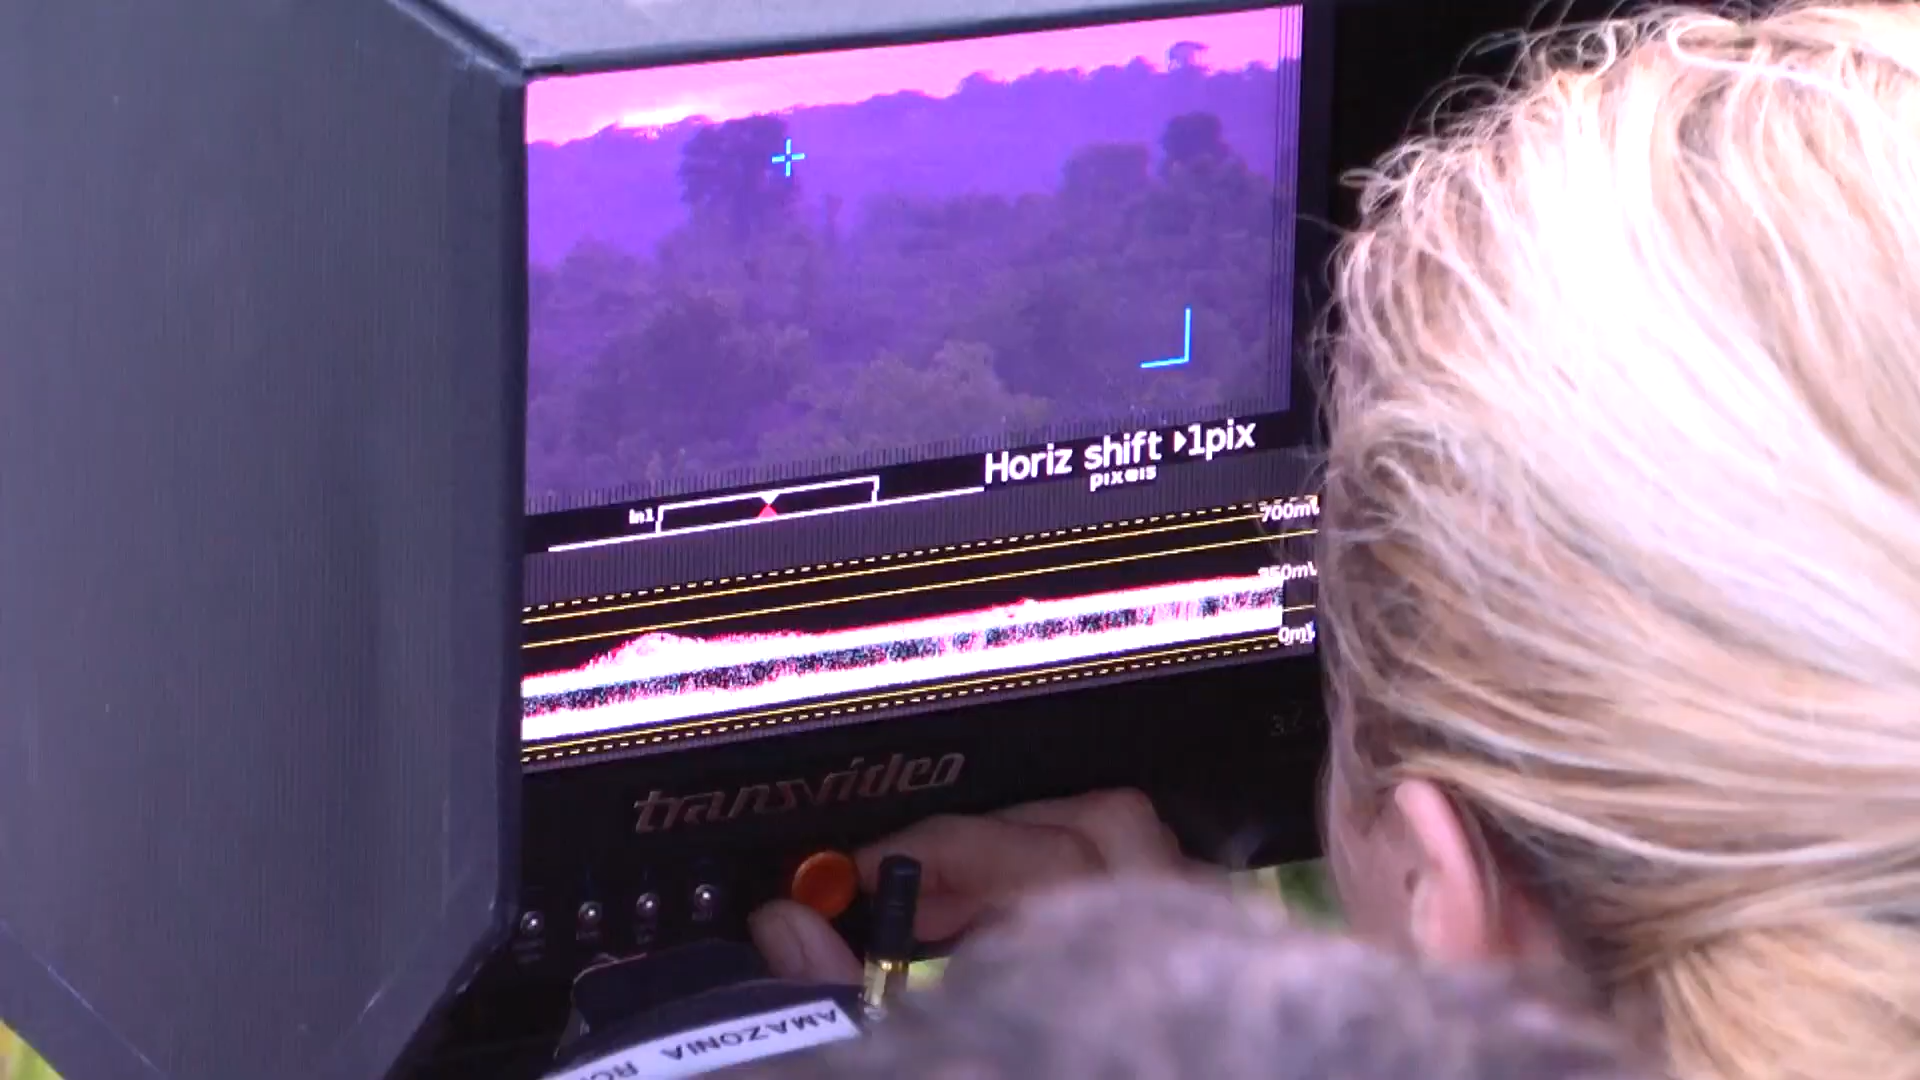 Horiz shift ▸1pix
pixels
In1
700mV
350mV
0mV
transvideo
AMAZONIA